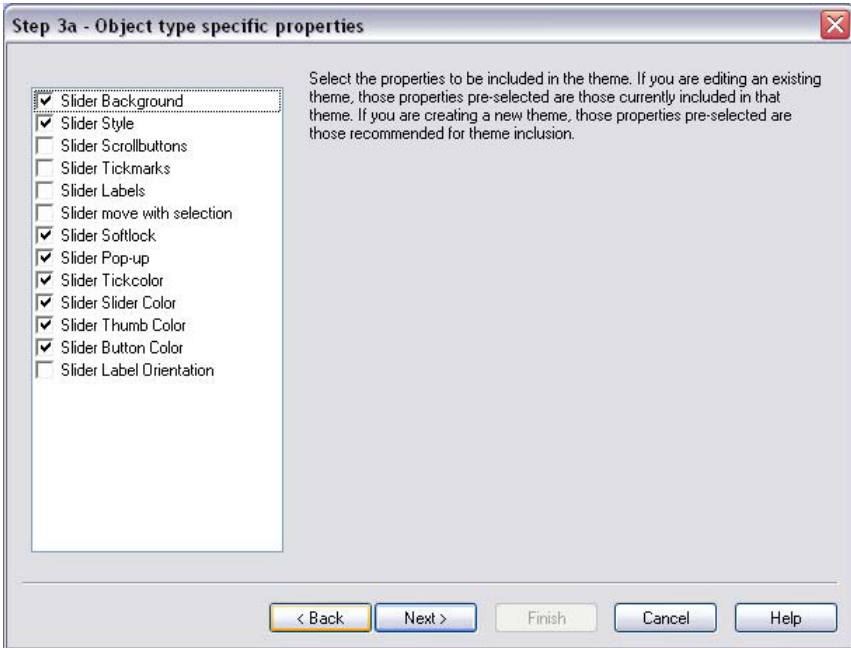 Step 3a - Object type specific properties
Slider Background
Slider Style
Slider Scrollbuttons
Slider Tickmarks
Slider Labels
Slider move with selection
Slider Softlock
Slider Pop-up
Slider Tickcolor
Slider Slider Color
Slider Thumb Color
Slider Button Color
Slider Label Orientation
Select the properties to be included in the theme. If you are editing an existing
theme, those properties pre-selected are those currently included in that
theme. If you are creating a new theme, those properties pre-selected are
those recommended for theme inclusion.
< Back
Next >
Finish
Cancel
Help